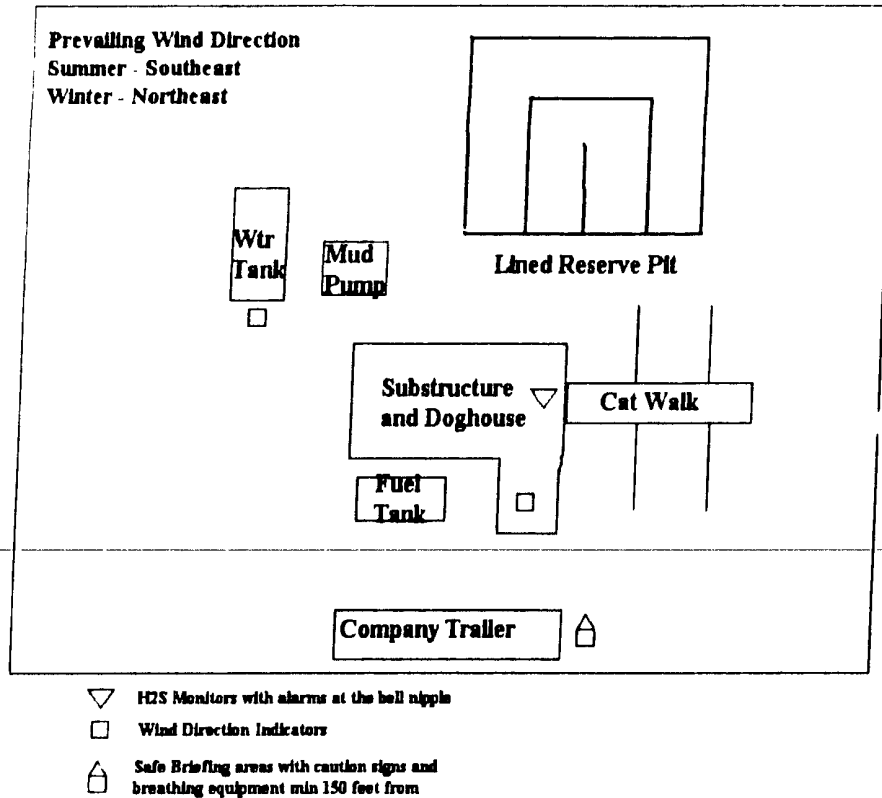 Prevailing Wind Direction
Summer - Southeast
Winter - Northeast
Wtr
Tank
Mud
Pump
Lined Reserve Pit
Substructure
and Doghouse
Cat Walk
Fuel
Tank
Company Trailer
H2S Monitors with alarms at the bell nipple
Wind Direction Indicators
Safe Briefing areas with caution signs and
breathing equipment min 150 feet from